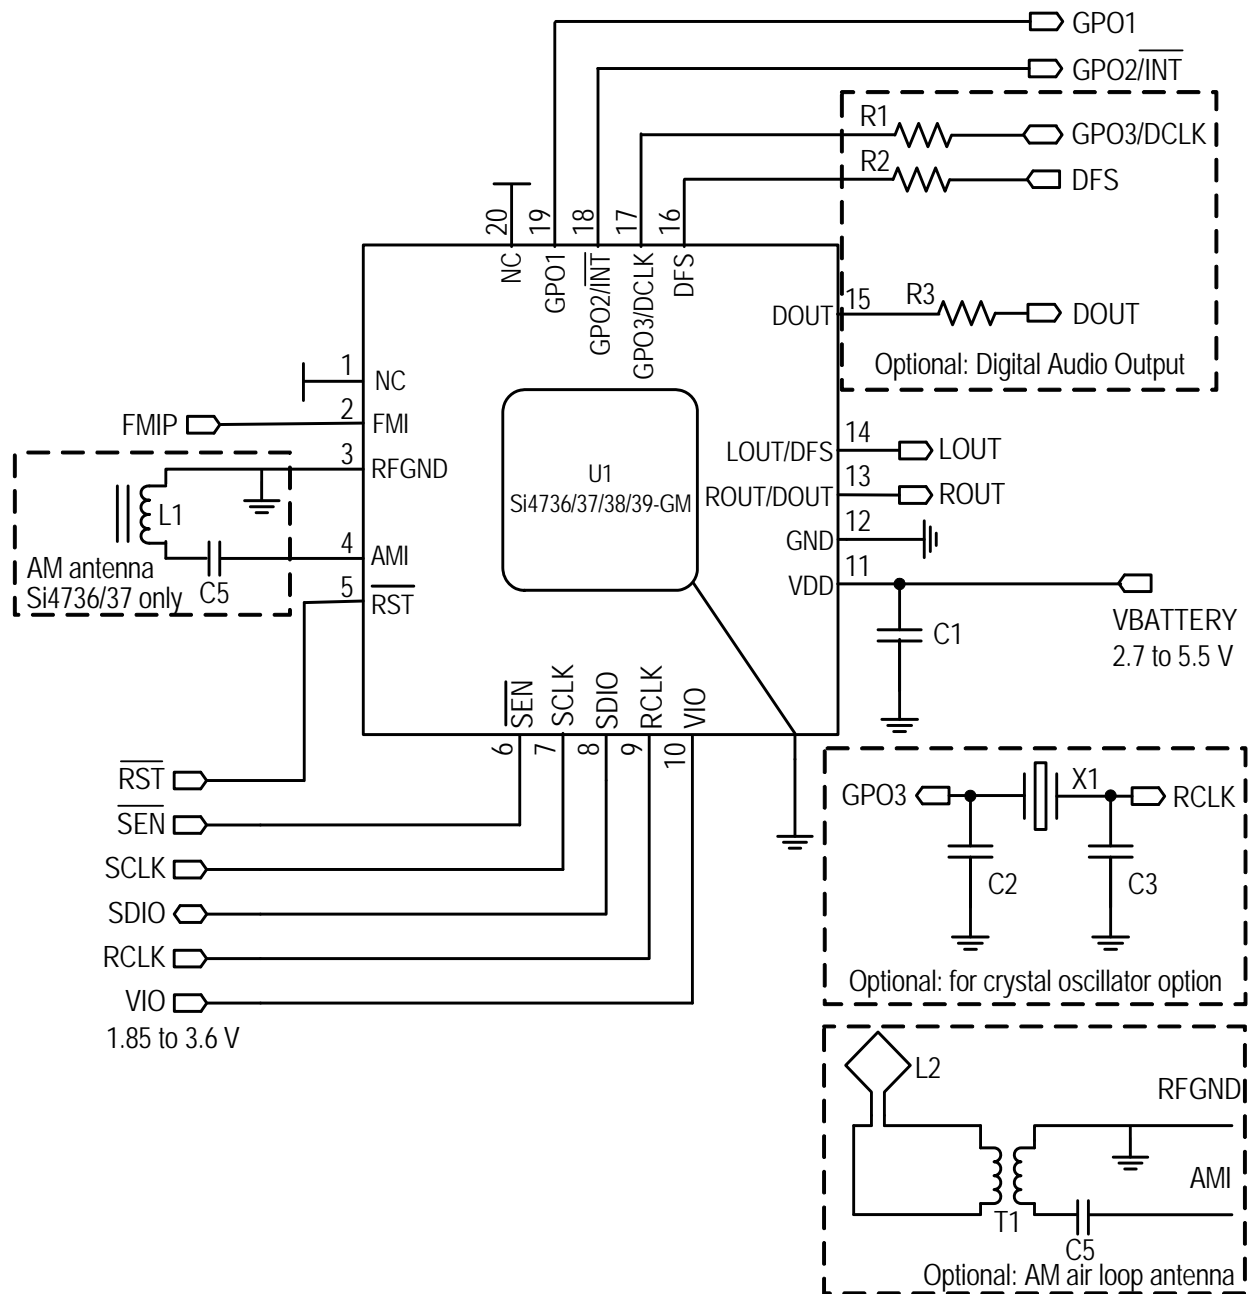 GPO1
GPO2/INT
R1
GPO3/DCLK
R2
DFS
20
19
18
17
16
NC
GPO1
GPO2/INT
GPO3/DCLK
DFS
DOUT
15
R3
DOUT
Optional: Digital Audio Output
1
NC
FMIP
2
FMI
3
RFGND
L1
4
AMI
AM antenna
Si4736/37 only
C5
5
RST
U1
Si4736/37/38/39-GM
LOUT/DFS
14
LOUT
ROUT/DOUT
13
ROUT
GND
12
VDD
11
C1
VBATTERY
2.7 to 5.5 V
SEN
SCLK
SDIO
RCLK
VIO
6
7
8
9
10
RST
SEN
SCLK
SDIO
RCLK
VIO
1.85 to 3.6 V
GPO3
X1
RCLK
C2
C3
Optional: for crystal oscillator option
L2
RFGND
AMI
T1
C5
Optional: AM air loop antenna